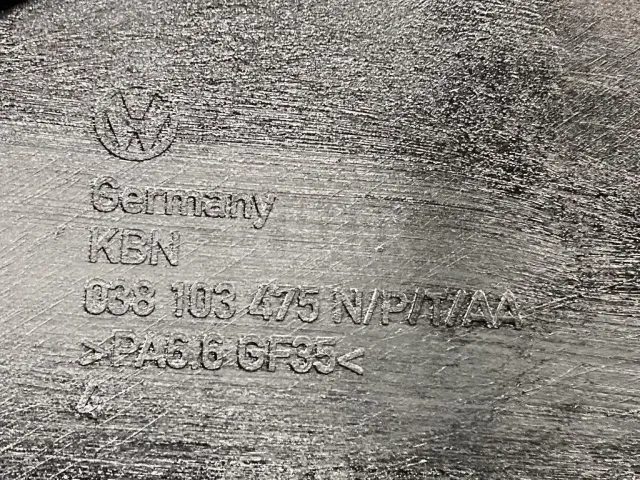 Germany
KBN
038 103 475 N/P/T/AA
>PA6.6 GF35<